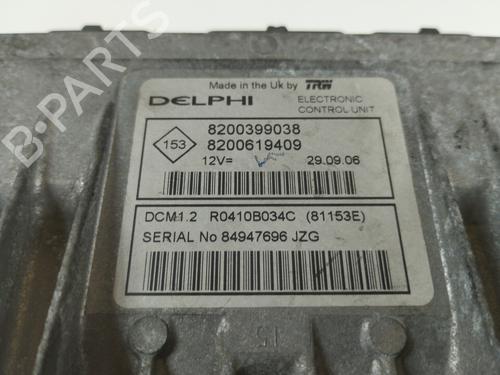 Made in the Uk by TRW
DELPHI
ELECTRONIC
CONTROL UNIT
153
8200399038
8200619409
12V=
29.09.06
DCM1.2 R0410B034C (81153E)
SERIAL No 84947696 JZG
B-PARTS